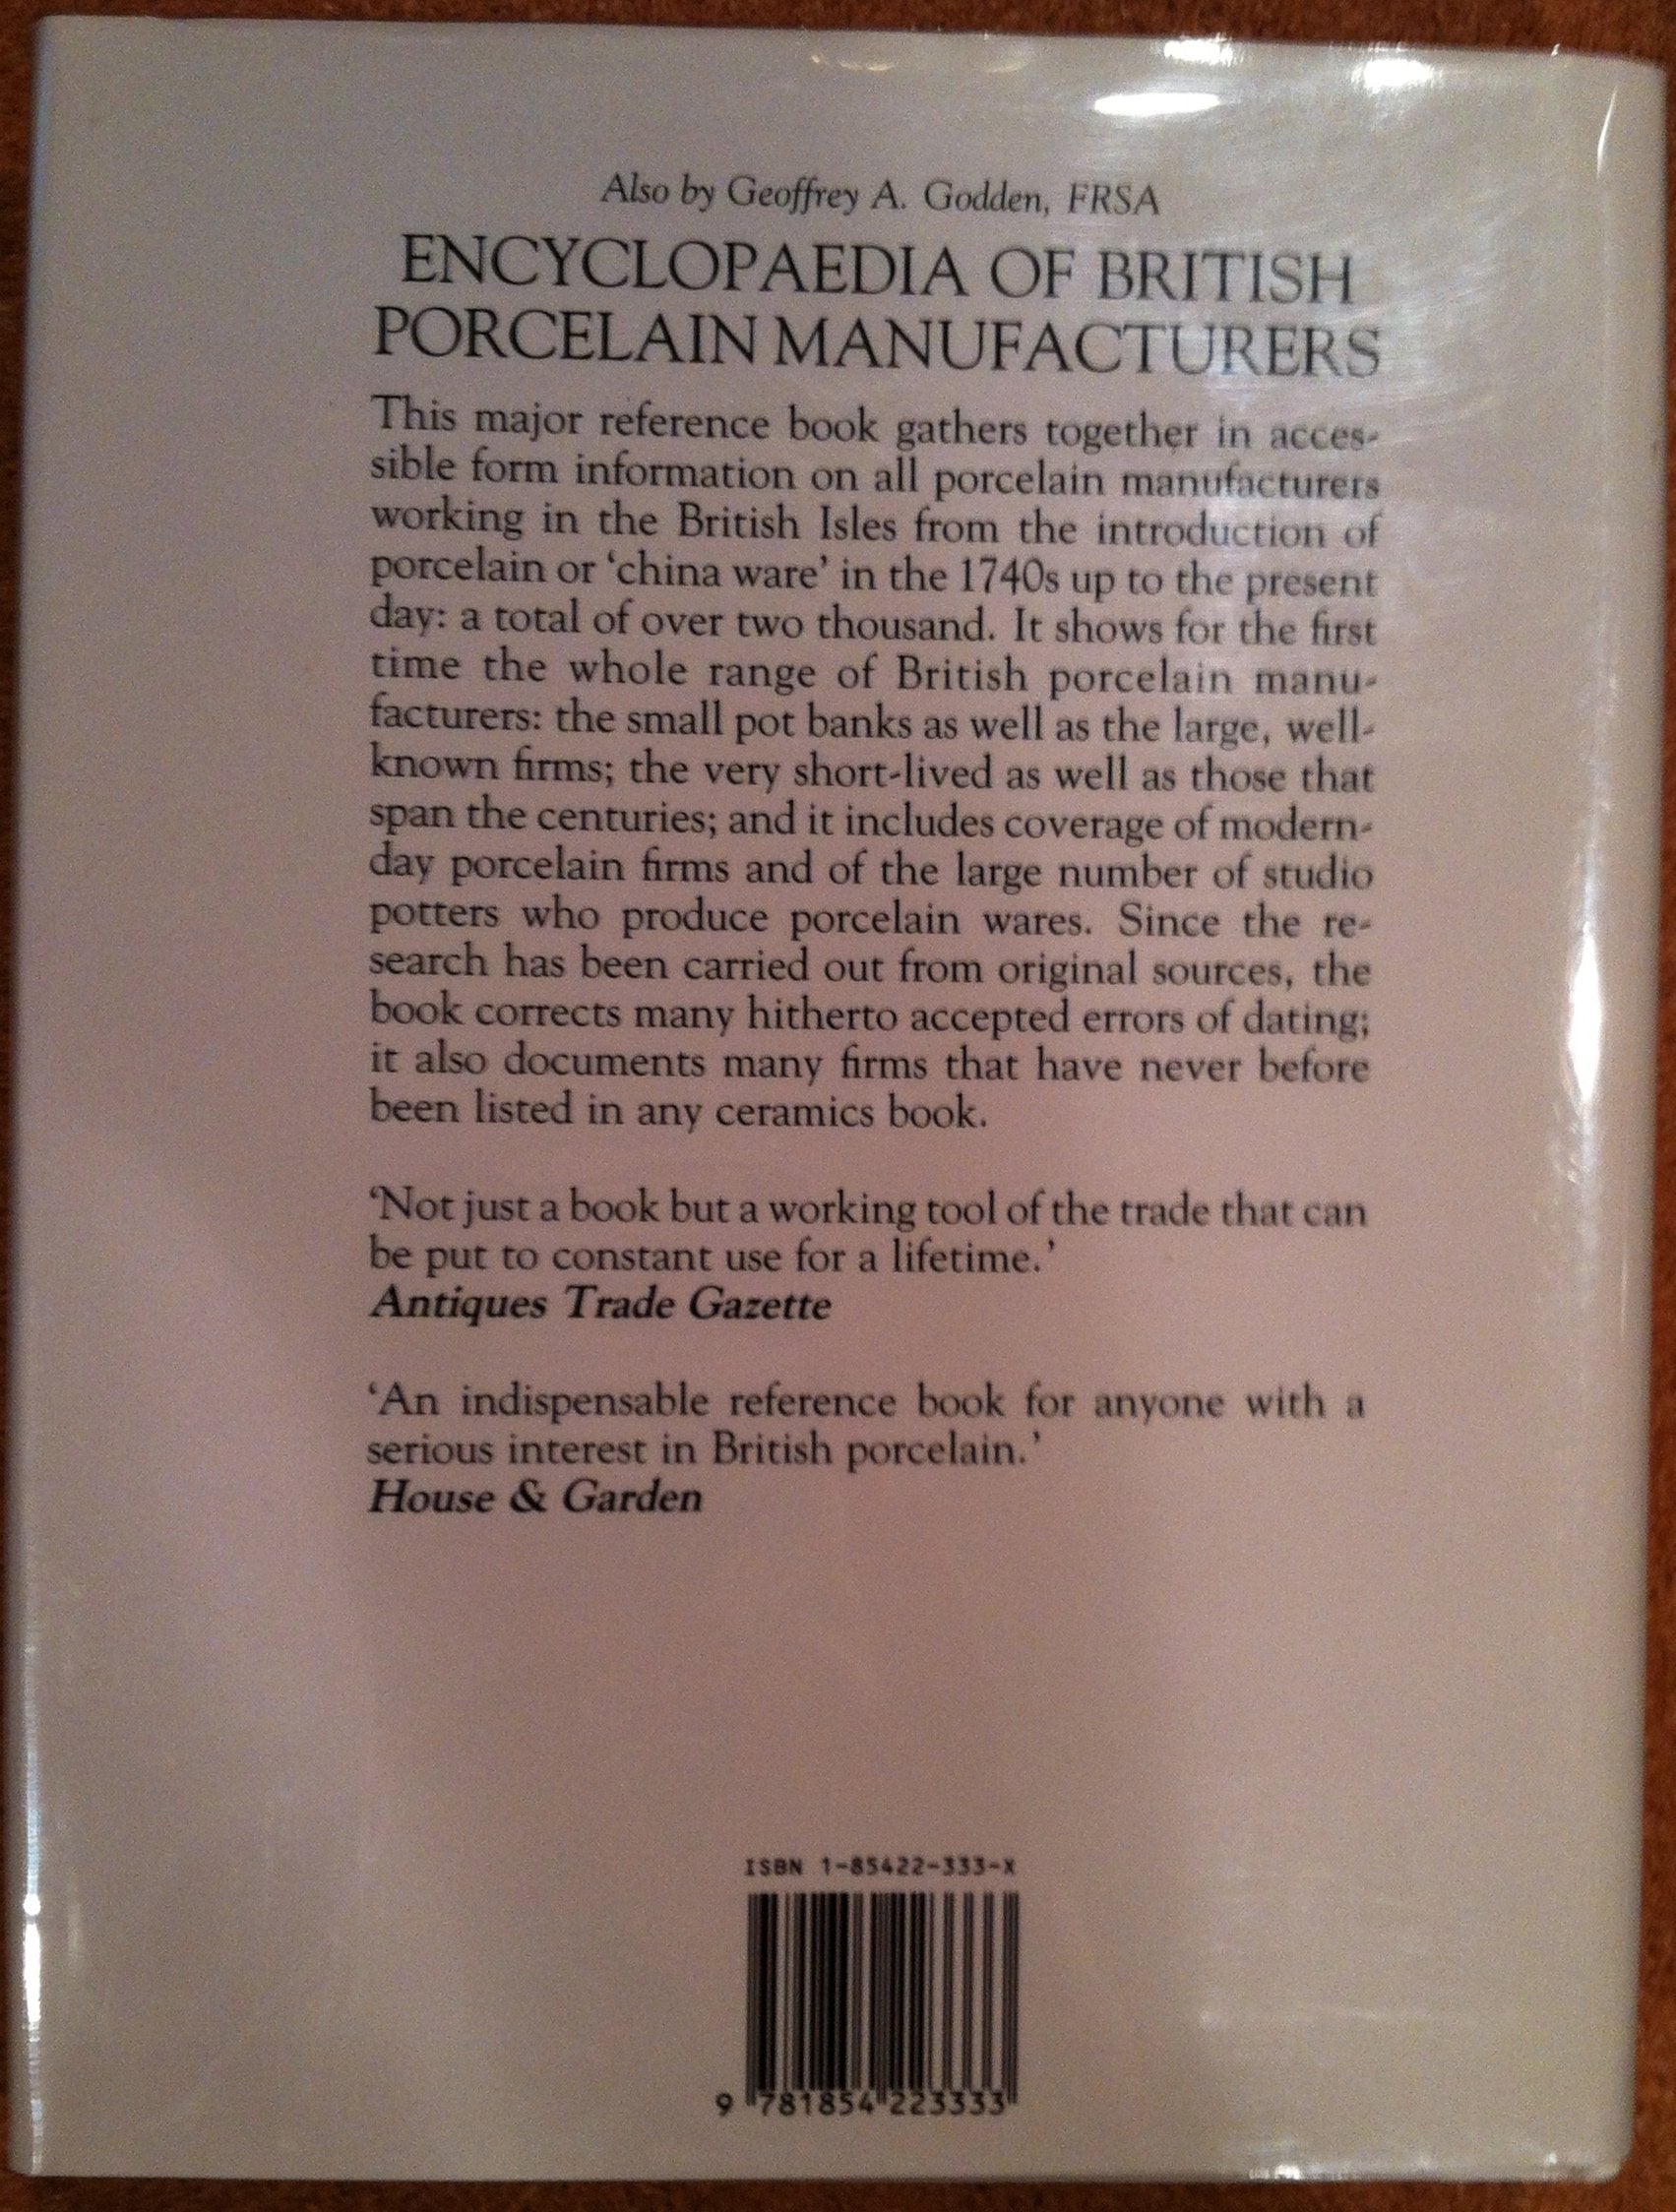 Also by Geoffrey A. Godden, FRSA
ENCYCLOPAEDIA OF BRITISH
PORCELAIN MANUFACTURERS
This major reference book gathers together in acces-
sible form information on all porcelain manufacturers
working in the British Isles from the introduction of
porcelain or ‘china ware’ in the 1740s up to the present
day: a total of over two thousand. It shows for the first
time the whole range of British porcelain manu-
facturers: the small pot banks as well as the large, well-
known firms; the very short-lived as well as those that
span the centuries; and it includes coverage of modern-
day porcelain firms and of the large number of studio
potters who produce porcelain wares. Since the re-
search has been carried out from original sources, the
book corrects many hitherto accepted errors of dating;
it also documents many firms that have never before
been listed in any ceramics book.
‘Not just a book but a working tool of the trade that can
be put to constant use for a lifetime.’
Antiques Trade Gazette
‘An indispensable reference book for anyone with a
serious interest in British porcelain.’
House & Garden
ISBN 1-85422-333-X
9 781854 223333